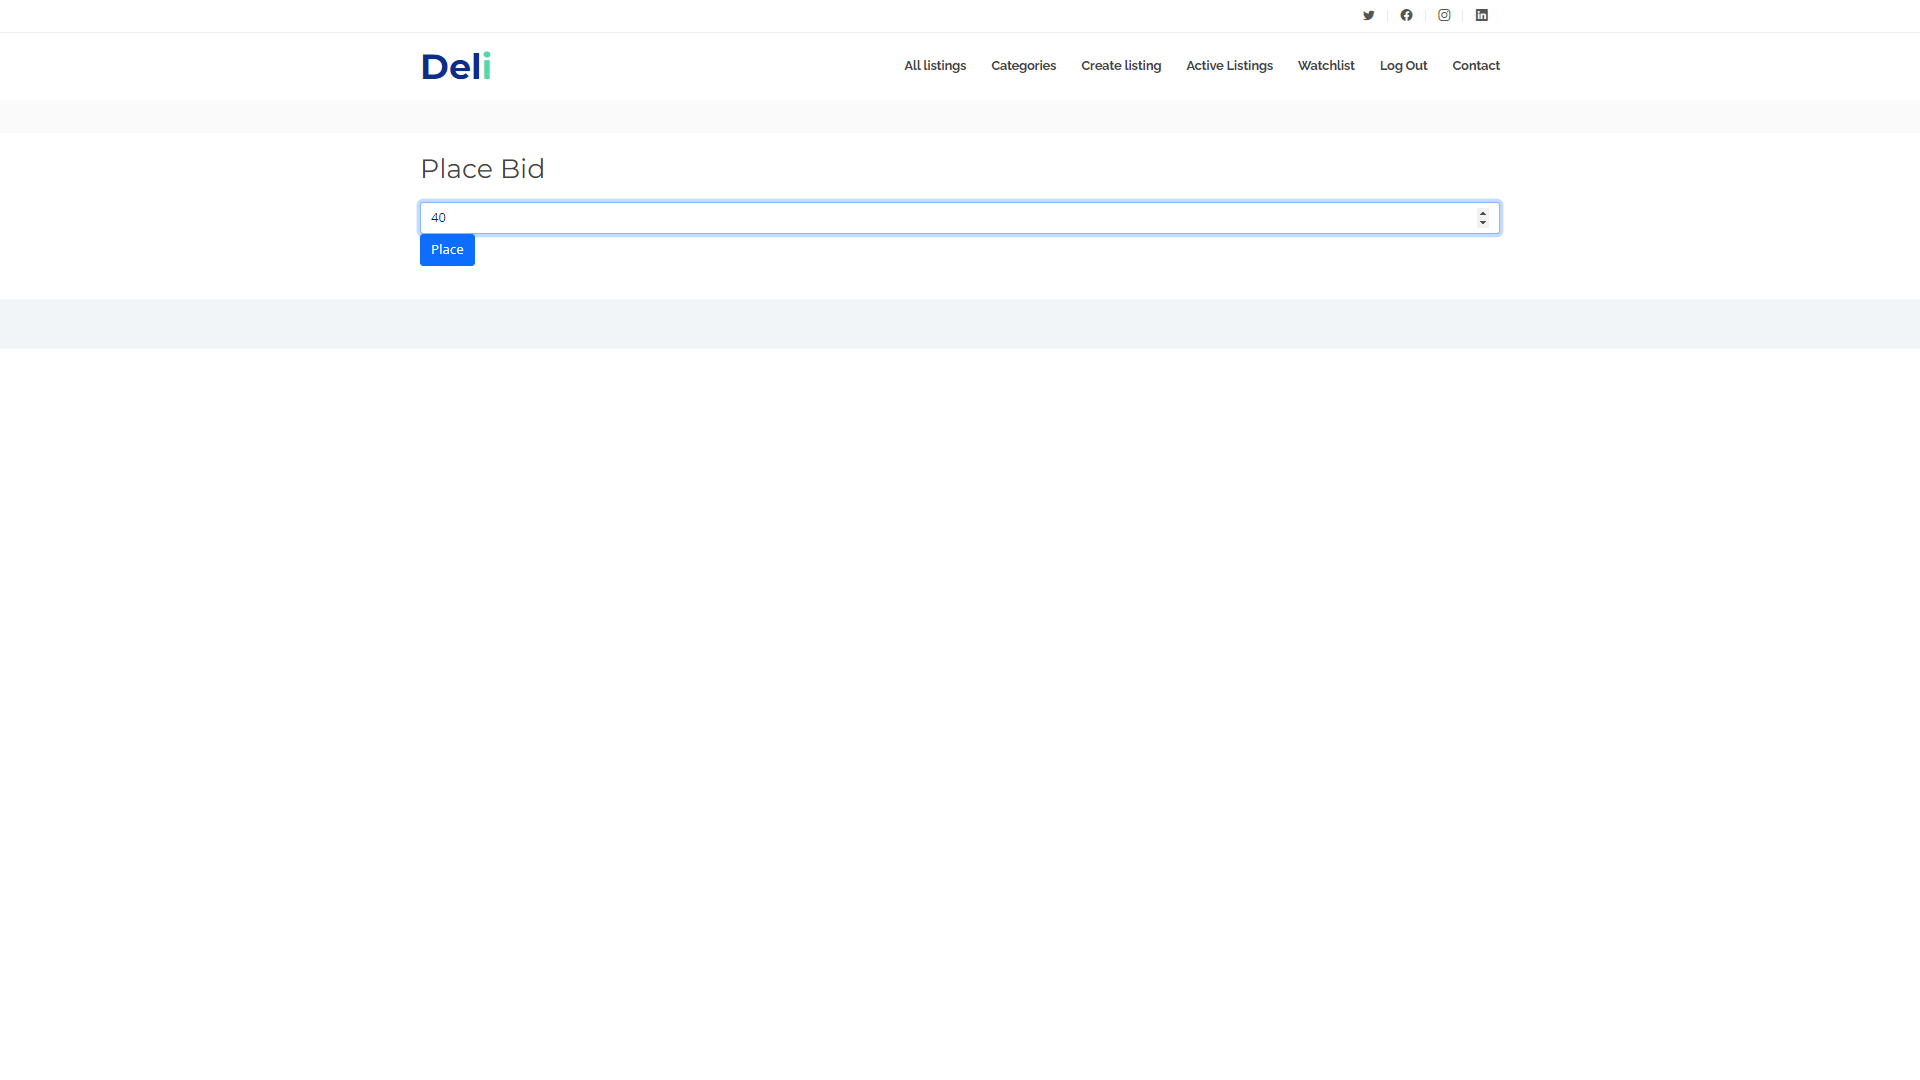 Deli
All listings
Categories
Create listing
Active Listings
Watchlist
Log Out
Contact
Place Bid
40
Place